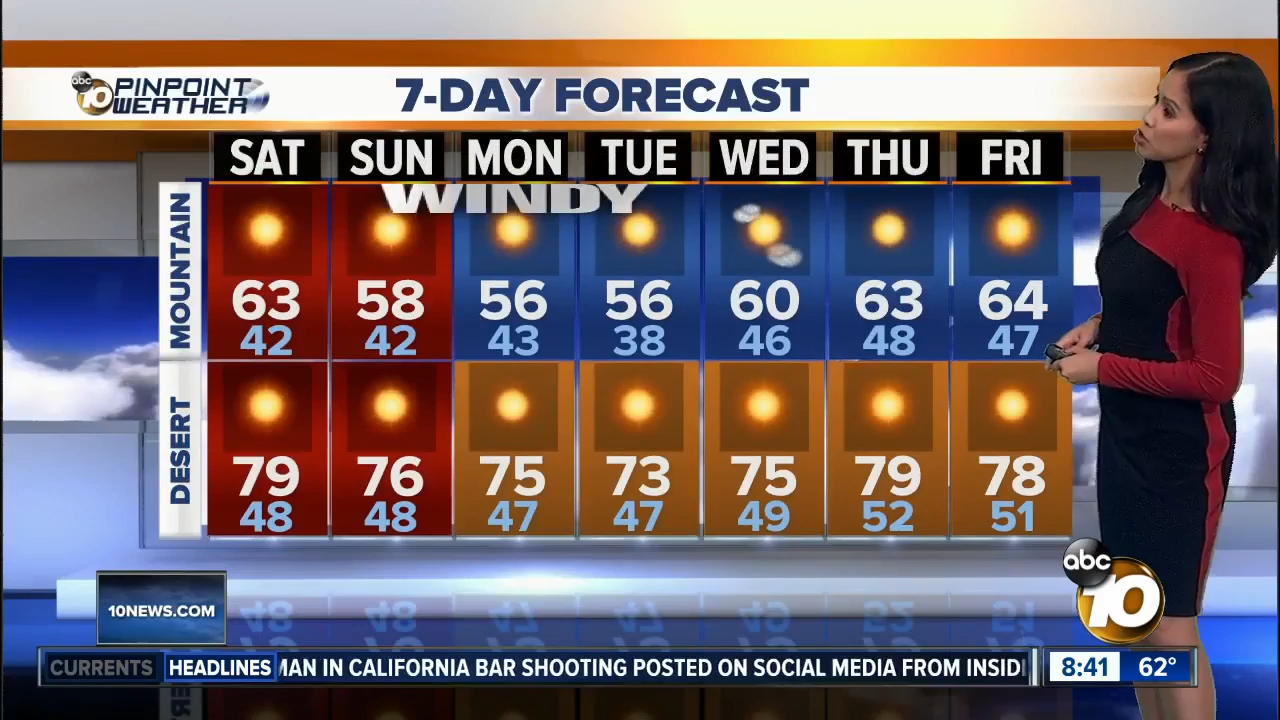 abc 10 PINPOINT WEATHER
7-DAY FORECAST
SAT SUN MON TUE WED THU FRI
WINDY
MOUNTAIN
63 58 56 56 60 63 64
42 42 43 38 46 48 47
DESERT
79 76 75 73 75 79 78
48 48 47 47 49 52 51
abc 10
10NEWS.COM
CURRENTS HEADLINES MAN IN CALIFORNIA BAR SHOOTING POSTED ON SOCIAL MEDIA FROM INSID
8:41 62°